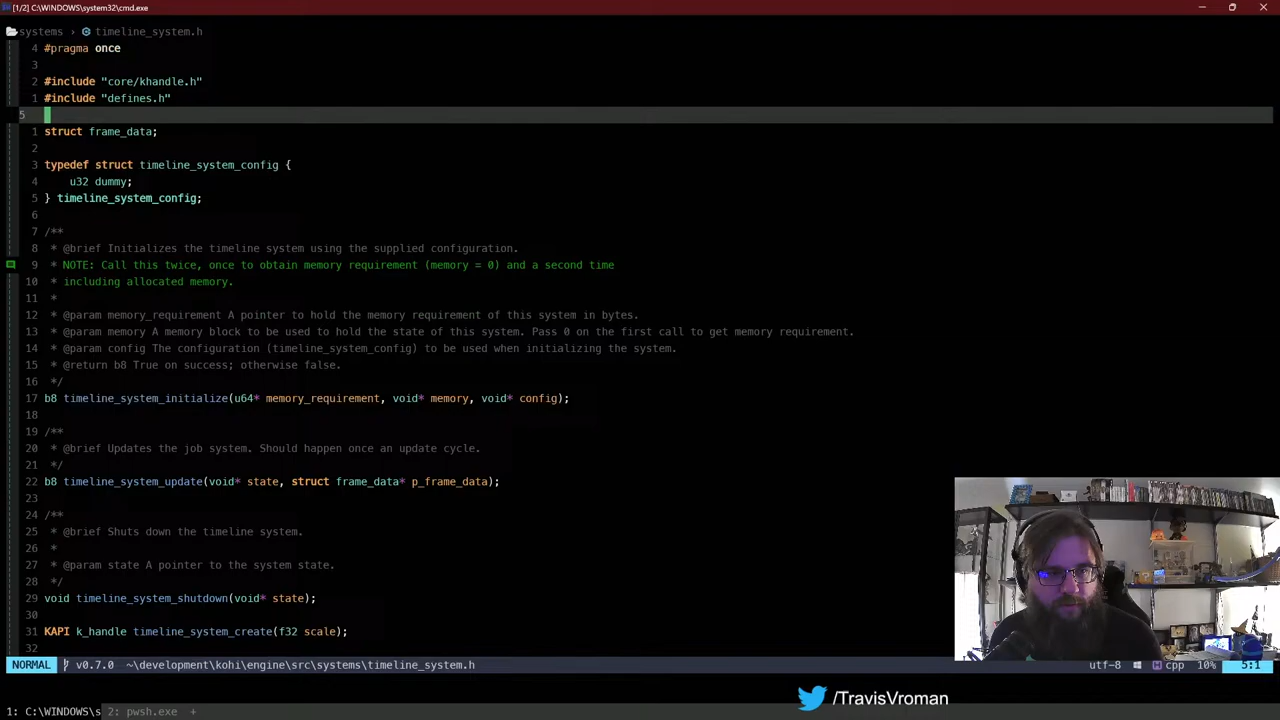 [1/2] C:\WINDOWS\system32\cmd.exe
systems › timeline_system.h
4 #pragma once
3
2 #include "core/khandle.h"
1 #include "defines.h"
5
1 struct frame_data;
2
3 typedef struct timeline_system_config {
4 u32 dummy;
5 } timeline_system_config;
6
7 /**
8 * @brief Initializes the timeline system using the supplied configuration.
9 * NOTE: Call this twice, once to obtain memory requirement (memory = 0) and a second time
10 * including allocated memory.
11 *
12 * @param memory_requirement A pointer to hold the memory requirement of this system in bytes.
13 * @param memory A memory block to be used to hold the state of this system. Pass 0 on the first call to get memory requirement.
14 * @param config The configuration (timeline_system_config) to be used when initializing the system.
15 * @return b8 True on success; otherwise false.
16 */
17 b8 timeline_system_initialize(u64* memory_requirement, void* memory, void* config);
18
19 /**
20 * @brief Updates the job system. Should happen once an update cycle.
21 */
22 b8 timeline_system_update(void* state, struct frame_data* p_frame_data);
23
24 /**
25 * @brief Shuts down the timeline system.
26 *
27 * @param state A pointer to the system state.
28 */
29 void timeline_system_shutdown(void* state);
30
31 KAPI k_handle timeline_system_create(f32 scale);
32
NORMAL v0.7.0 ~\development\kohi\engine\src\systems\timeline_system.h utf-8 cpp 10% 5:1
/TravisVroman
1: C:\WINDOWS\s 2: pwsh.exe +